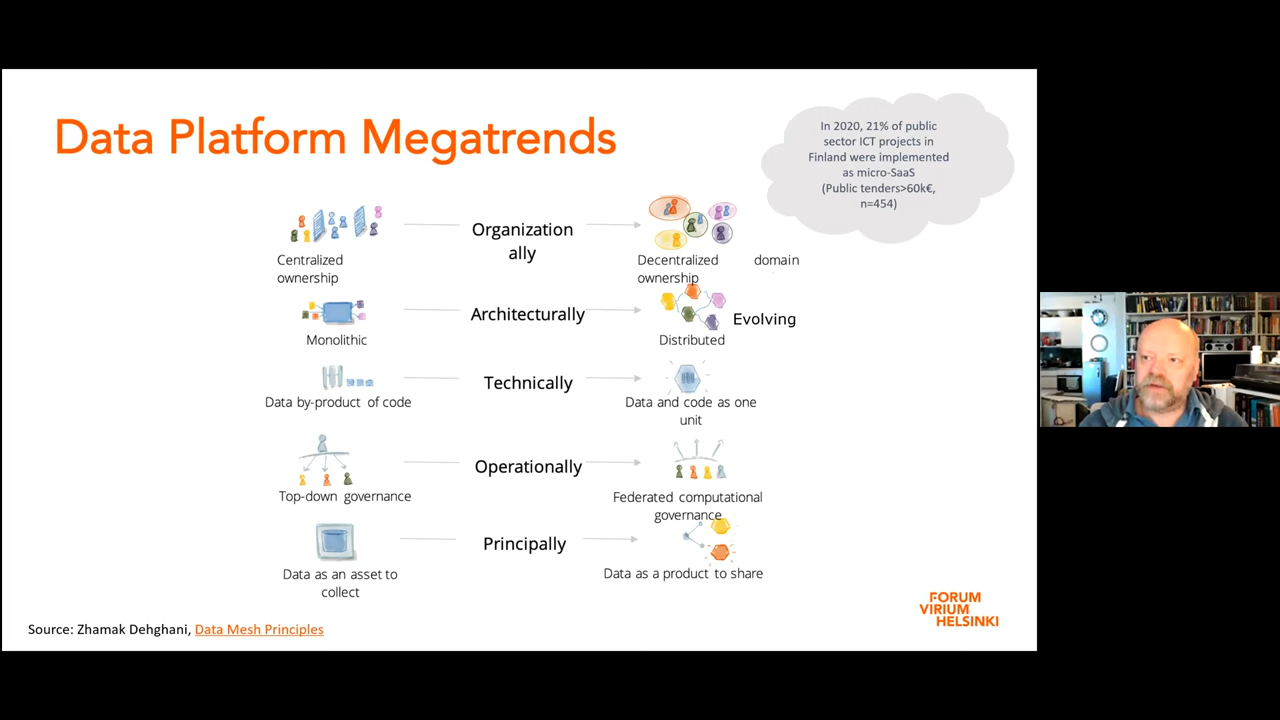 Data Platform Megatrends
In 2020, 21% of public
sector ICT projects in
Finland were implemented
as micro-SaaS
(Public tenders>60k€,
n=454)
Centralized
ownership
Organization
ally
Decentralized domain
ownership
Monolithic
Architecturally
Distributed
Evolving
Data by-product of code
Technically
Data and code as one
unit
Top-down governance
Operationally
Federated computational
governance
Data as an asset to
collect
Principally
Data as a product to share
Source: Zhamak Dehghani, Data Mesh Principles
FORUM
VIRIUM
HELSINKI